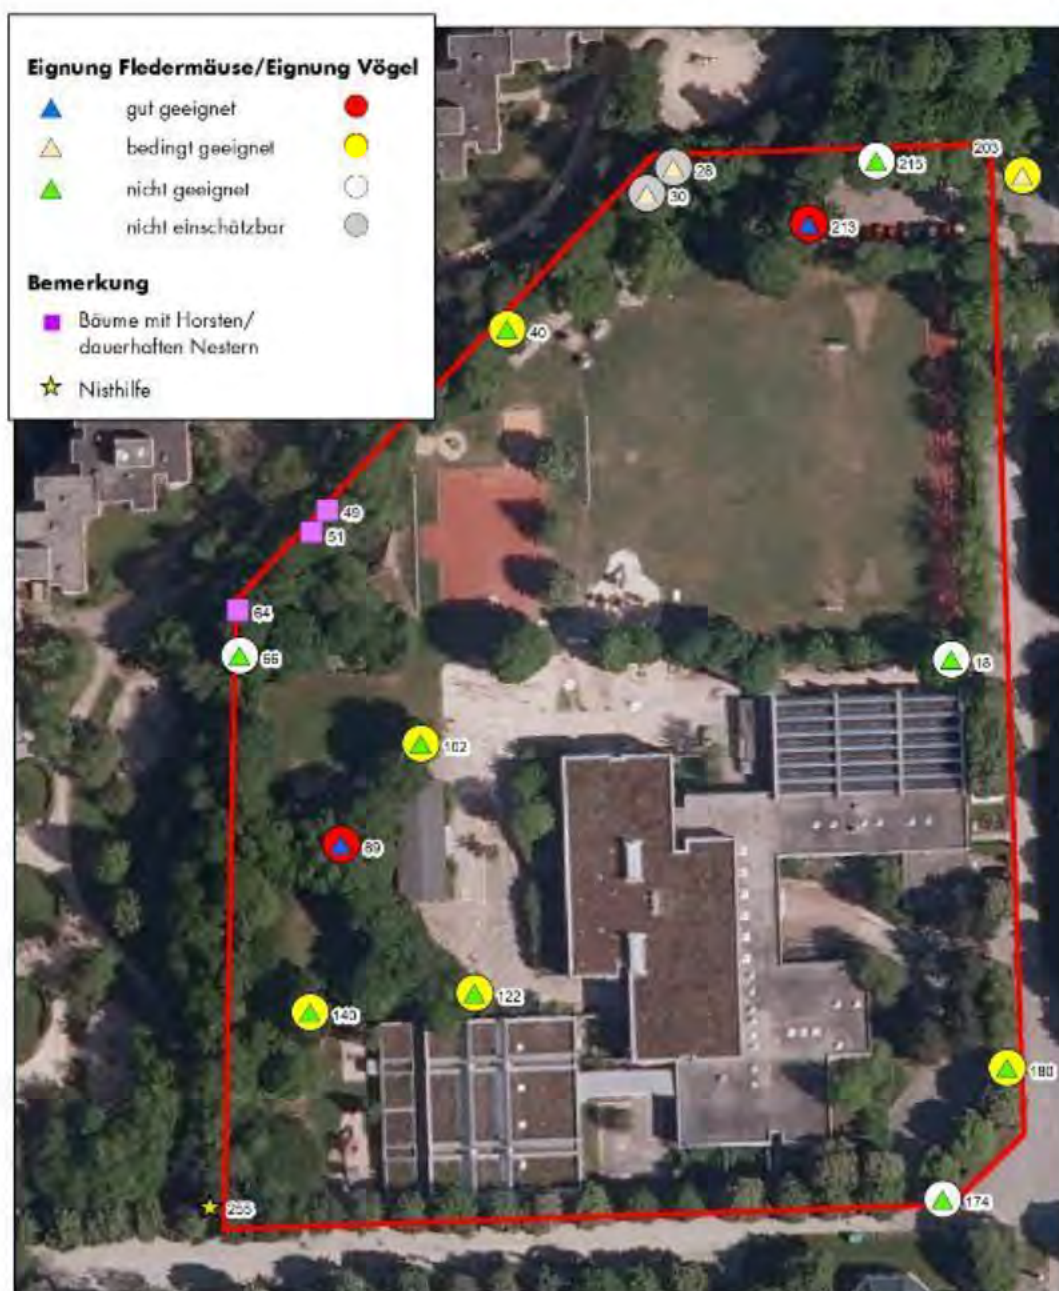 Eignung Fledermäuse/Eignung Vögel
gut geeignet
bedingt geeignet
nicht geeignet
nicht einschätzbar
Bemerkung
Bäume mit Horsten/
dauerhaften Nestern
Nisthilfe
203
215
28
30
213
40
49
51
64
66
18
102
89
122
140
180
255
174